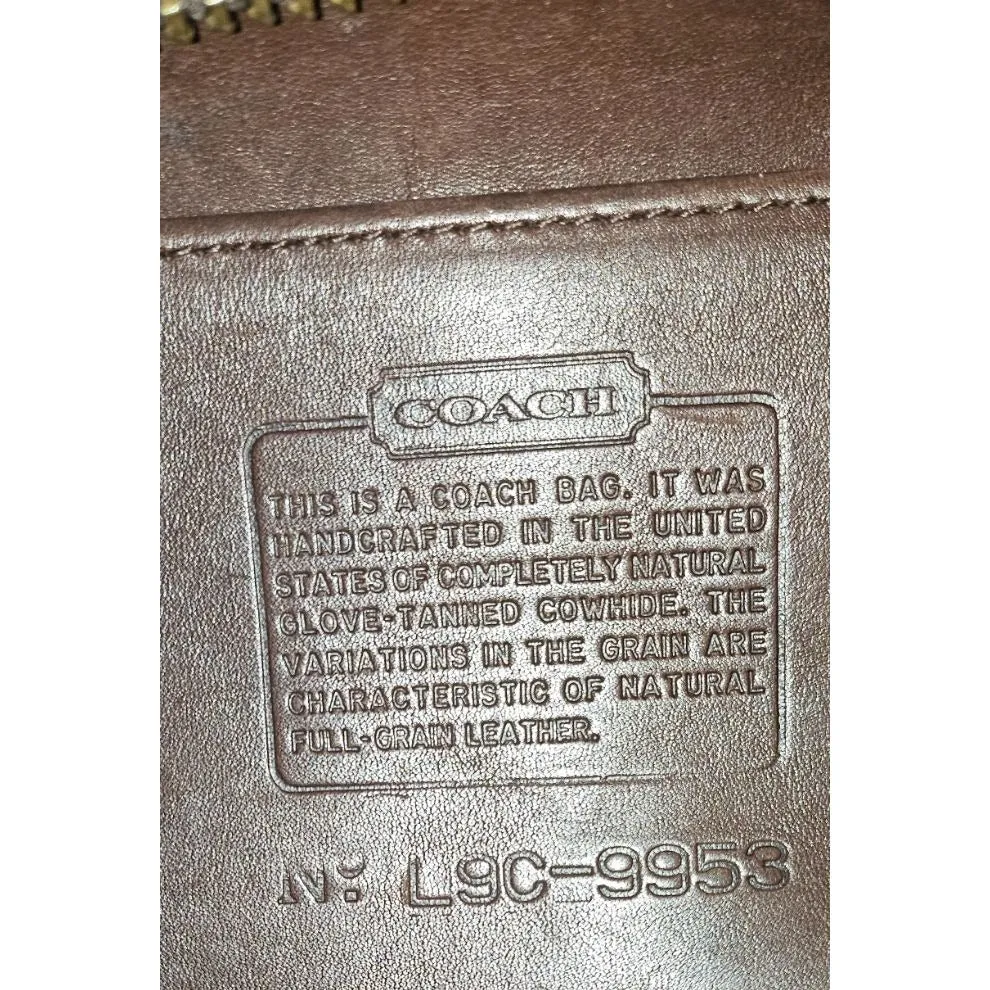 COACH
THIS IS A COACH BAG. IT WAS
HANDCRAFTED IN THE UNITED
STATES OF COMPLETELY NATURAL
GLOVE-TANNED COWHIDE. THE
VARIATIONS IN THE GRAIN ARE
CHARACTERISTIC OF NATURAL
FULL-GRAIN LEATHER.
No: L9C-9953